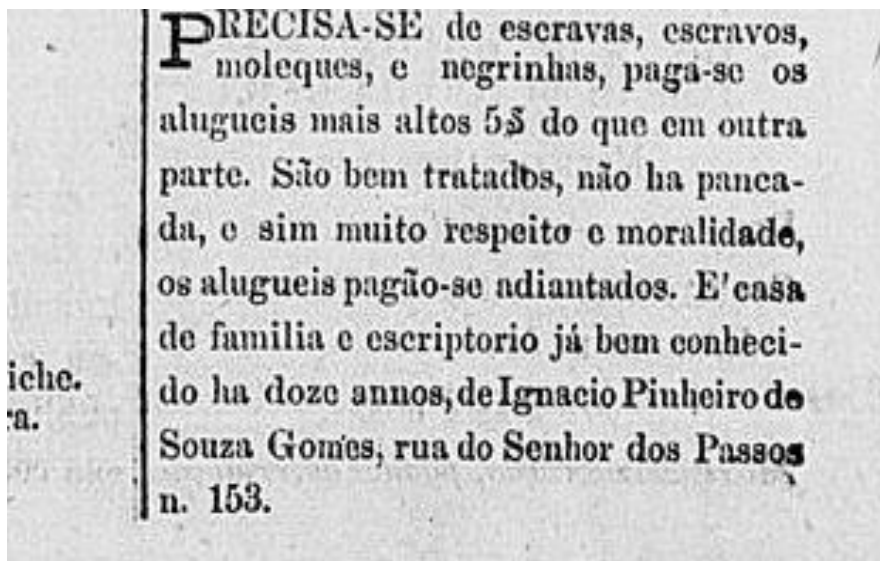 PRECISA-SE de escravas, escravos,
moleques, e negrinhas, paga-se os
alugueis mais altos 5$ do que em outra
parte. São bem tratados, não ha panca-
da, e sim muito respeito e moralidade,
os alugueis pagão-se adiantados. E' casa
de familia e escriptorio já bem conheci-
do ha doze annos, de Ignacio Pinheiro de
Souza Gomes, rua do Senhor dos Passos
n. 153.
iche.
ra.